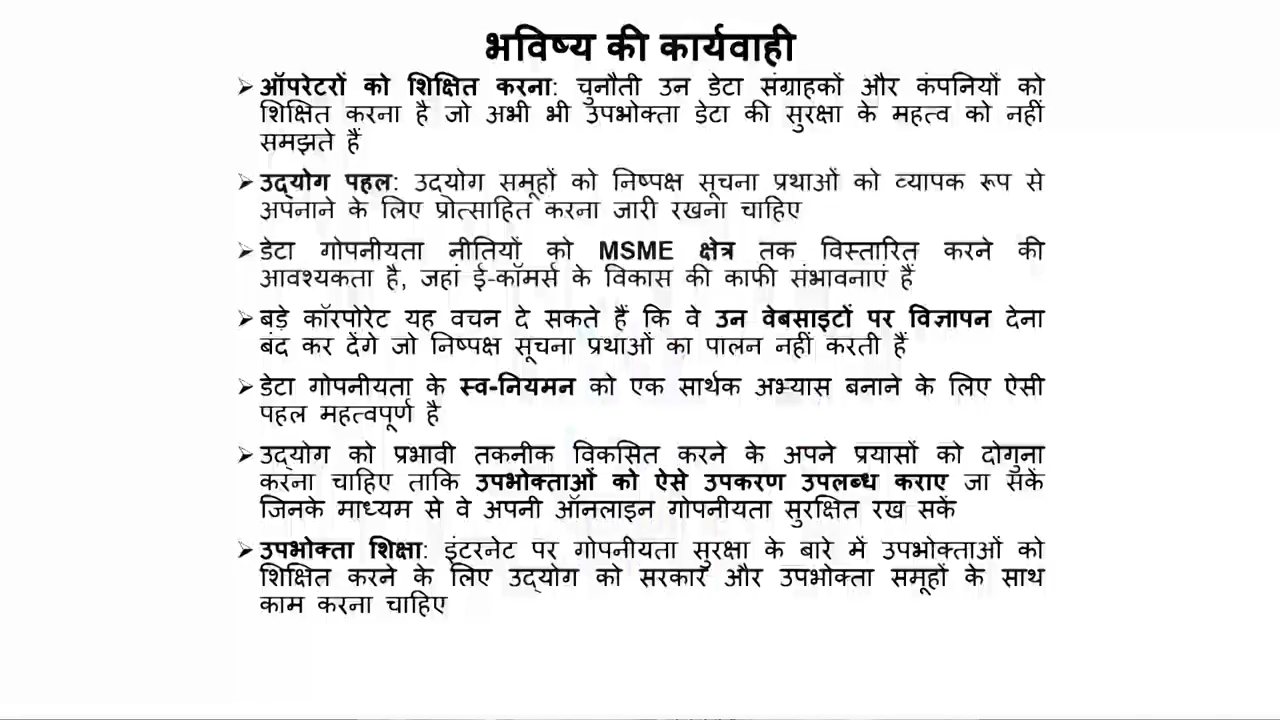 भविष्य की कार्यवाही
➢ ऑपरेटरों को शिक्षित करना: चुनौती उन डेटा संग्राहकों और कंपनियों को
शिक्षित करना है जो अभी भी उपभोक्ता डेटा की सुरक्षा के महत्व को नहीं
समझते हैं
➢ उद्योग पहल: उद्योग समूहों को निष्पक्ष सूचना प्रथाओं को व्यापक रूप से
अपनाने के लिए प्रोत्साहित करना जारी रखना चाहिए
➢ डेटा गोपनीयता नीतियों को MSME क्षेत्र तक विस्तारित करने की
आवश्यकता है, जहां ई-कॉमर्स के विकास की काफी संभावनाएं हैं
➢ बड़े कॉरपोरेट यह वचन दे सकते हैं कि वे उन वेबसाइटों पर विज्ञापन देना
बंद कर देंगे जो निष्पक्ष सूचना प्रथाओं का पालन नहीं करती हैं
➢ डेटा गोपनीयता के स्व-नियमन को एक सार्थक अभ्यास बनाने के लिए ऐसी
पहल महत्वपूर्ण है
➢ उद्योग को प्रभावी तकनीक विकसित करने के अपने प्रयासों को दोगुना
करना चाहिए ताकि उपभोक्ताओं को ऐसे उपकरण उपलब्ध कराए जा सकें
जिनके माध्यम से वे अपनी ऑनलाइन गोपनीयता सुरक्षित रख सकें
➢ उपभोक्ता शिक्षा: इंटरनेट पर गोपनीयता सुरक्षा के बारे में उपभोक्ताओं को
शिक्षित करने के लिए उद्योग को सरकार और उपभोक्ता समूहों के साथ
काम करना चाहिए